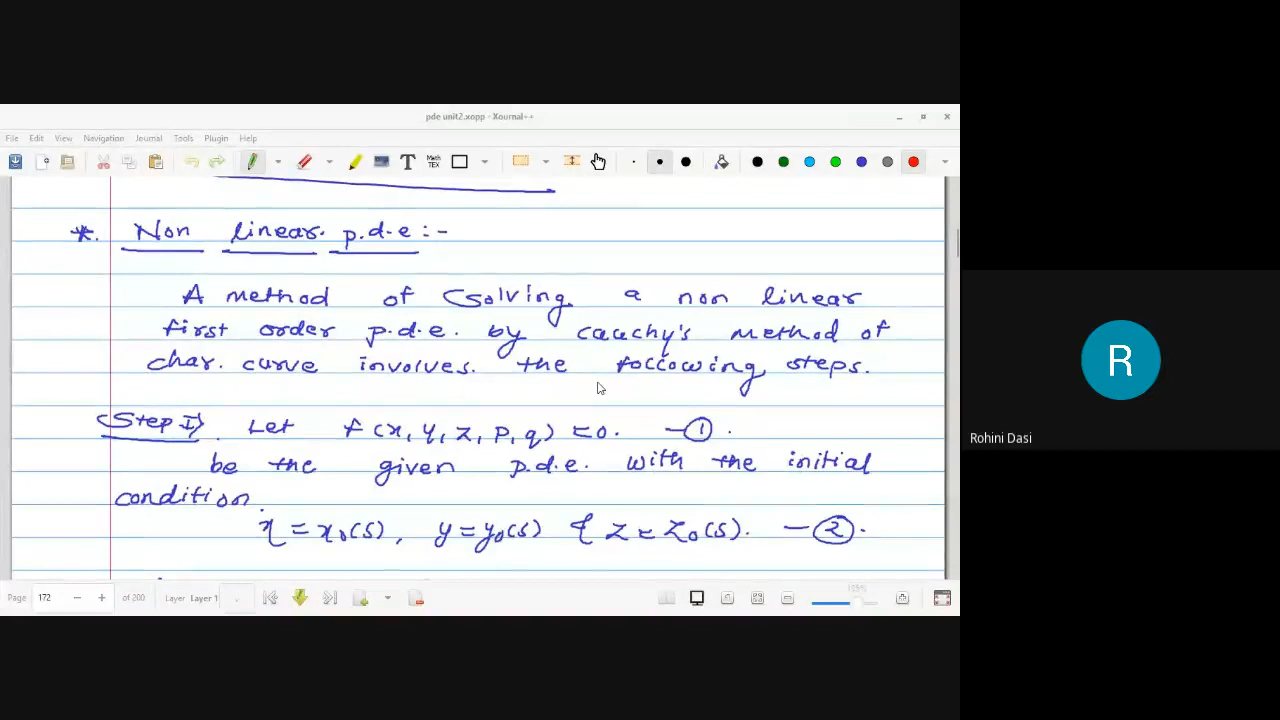 pde unit2.xopp - Xournal++
File Edit View Navigation Journal Tools Plugin Help
*. Non linear p.d.e :-
A method of solving a non linear
first order p.d.e. by cauchy's method of
char. curve involves the following steps.
Step I) Let f(x, y, z, p, q) = 0. —①.
be the given p.d.e. with the initial
condition.
x = x₀(s), y = y₀(s) & z = z₀(s). —②.
Page 172 of 200 Layer Layer 1
R
Rohini Dasi